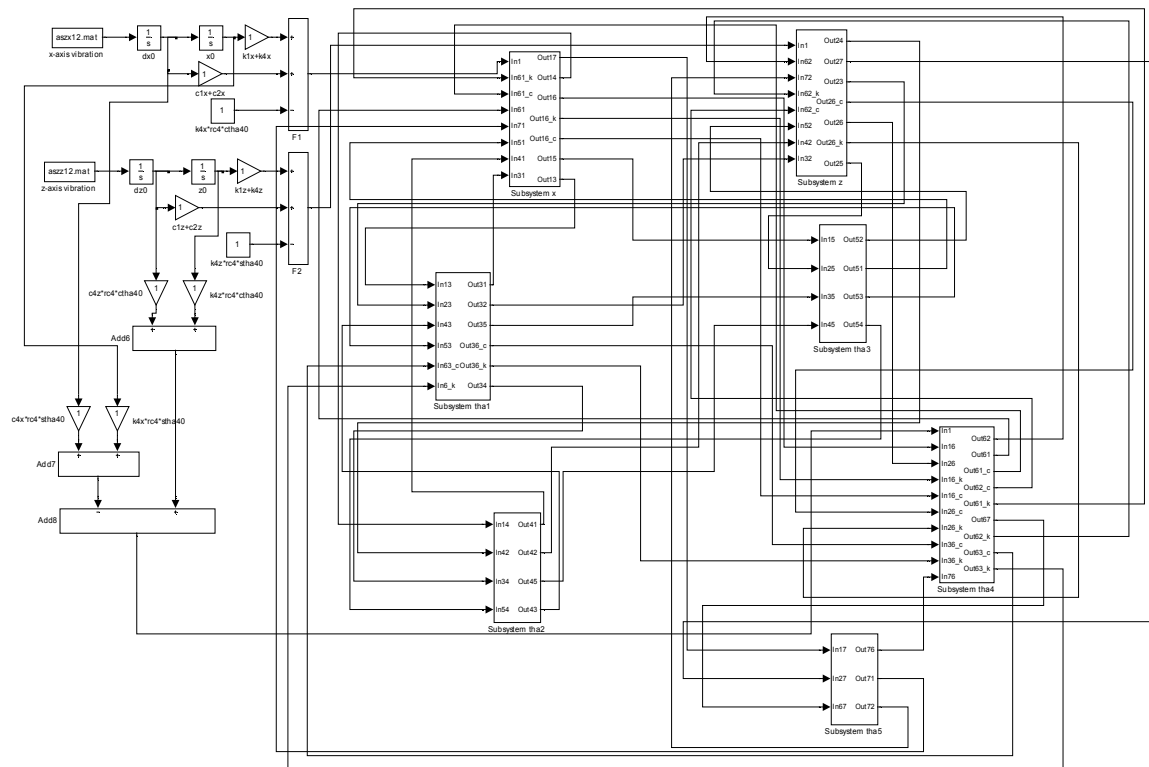 aszx12.mat
x-axis vibration
1
s
dx0
1
s
x0
1
k1x+k4x
1
c1x+c2x
1
k4x*rc4*ctha40
F1
aszz12.mat
z-axis vibration
1
s
dz0
1
s
z0
1
k1z+k4z
1
c1z+c2z
1
k4z*rc4*stha40
F2
1
c4z*rc4*ctha40
1
k4z*rc4*ctha40
Add6
1
c4x*rc4*stha40
1
k4x*rc4*stha40
Add7
Add8
In1
In61_k
In61_c
In61
In71
In51
In41
In31
Out17
Out14
Out16
Out16_k
Out16_c
Out15
Out13
Subsystem x
In1
In62
In72
In62_k
In62_c
In52
In42
In32
Out24
Out27
Out23
Out26_c
Out26
Out26_k
Out25
Subsystem z
In15
In25
In35
In45
Out52
Out51
Out53
Out54
Subsystem tha3
In13
In23
In43
In53
In63_c
In6_k
Out31
Out32
Out35
Out36_c
Out36_k
Out34
Subsystem tha1
In14
In42
In34
In54
Out41
Out42
Out45
Out43
Subsystem tha2
In1
In16
In26
In16_k
In16_c
In26_c
In26_k
In36_c
In36_k
In76
Out62
Out61
Out61_c
Out62_c
Out61_k
Out67
Out62_k
Out63_c
Out63_k
Subsystem tha4
In17
In27
In67
Out76
Out71
Out72
Subsystem tha5